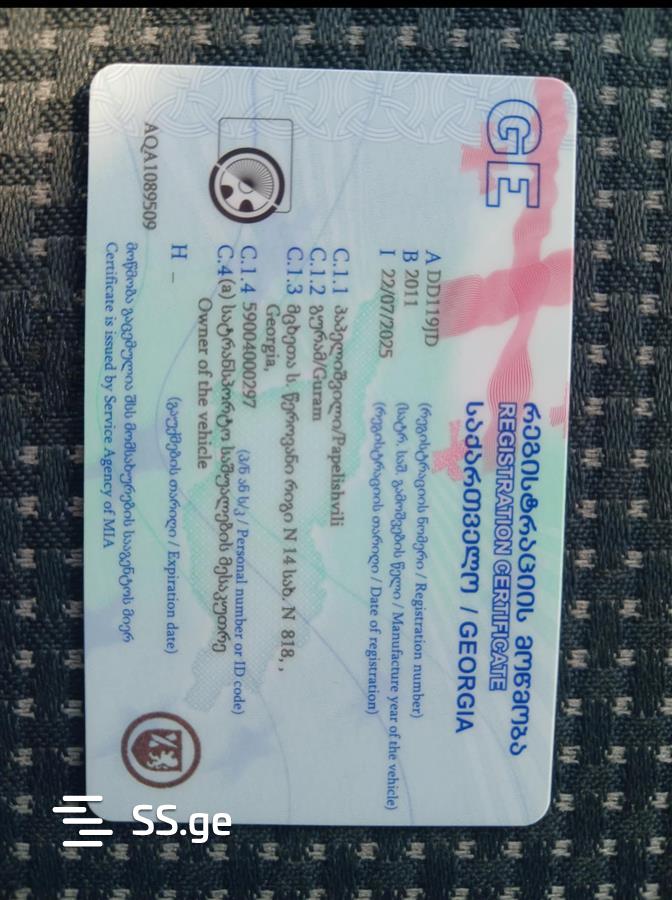 GE
რეგისტრაციის მოწმობა
REGISTRATION CERTIFICATE
საქართველო / GEORGIA
A DD119JD (რეგისტრაციის ნომერი / Registration number)
B 2011 (სატრ. საშ. გამოშვების წელი / Manufacture year of the vehicle)
I 22/07/2025 (რეგისტრაციის თარიღი / Date of registration)
C.1.1 პაპელიშვილი/Papelishvili
C.1.2 გურამ/Guram
C.1.3 მცხეთა ს. წეროვანი რიგი N 14 სახ. N 818, ,
Georgia,
C.1.4 59004000297 (პ/ნ ან ს/კ / Personal number or ID code)
C.4(a) სატრანსპორტო საშუალების მესაკუთრე
Owner of the vehicle
H – (გაუქმების თარიღი / Expiration date)
მოწმობა გაცემულია შსს მომსახურების სააგენტოს მიერ
Certificate is issued by Service Agency of MIA
AQA1089509
SS.ge